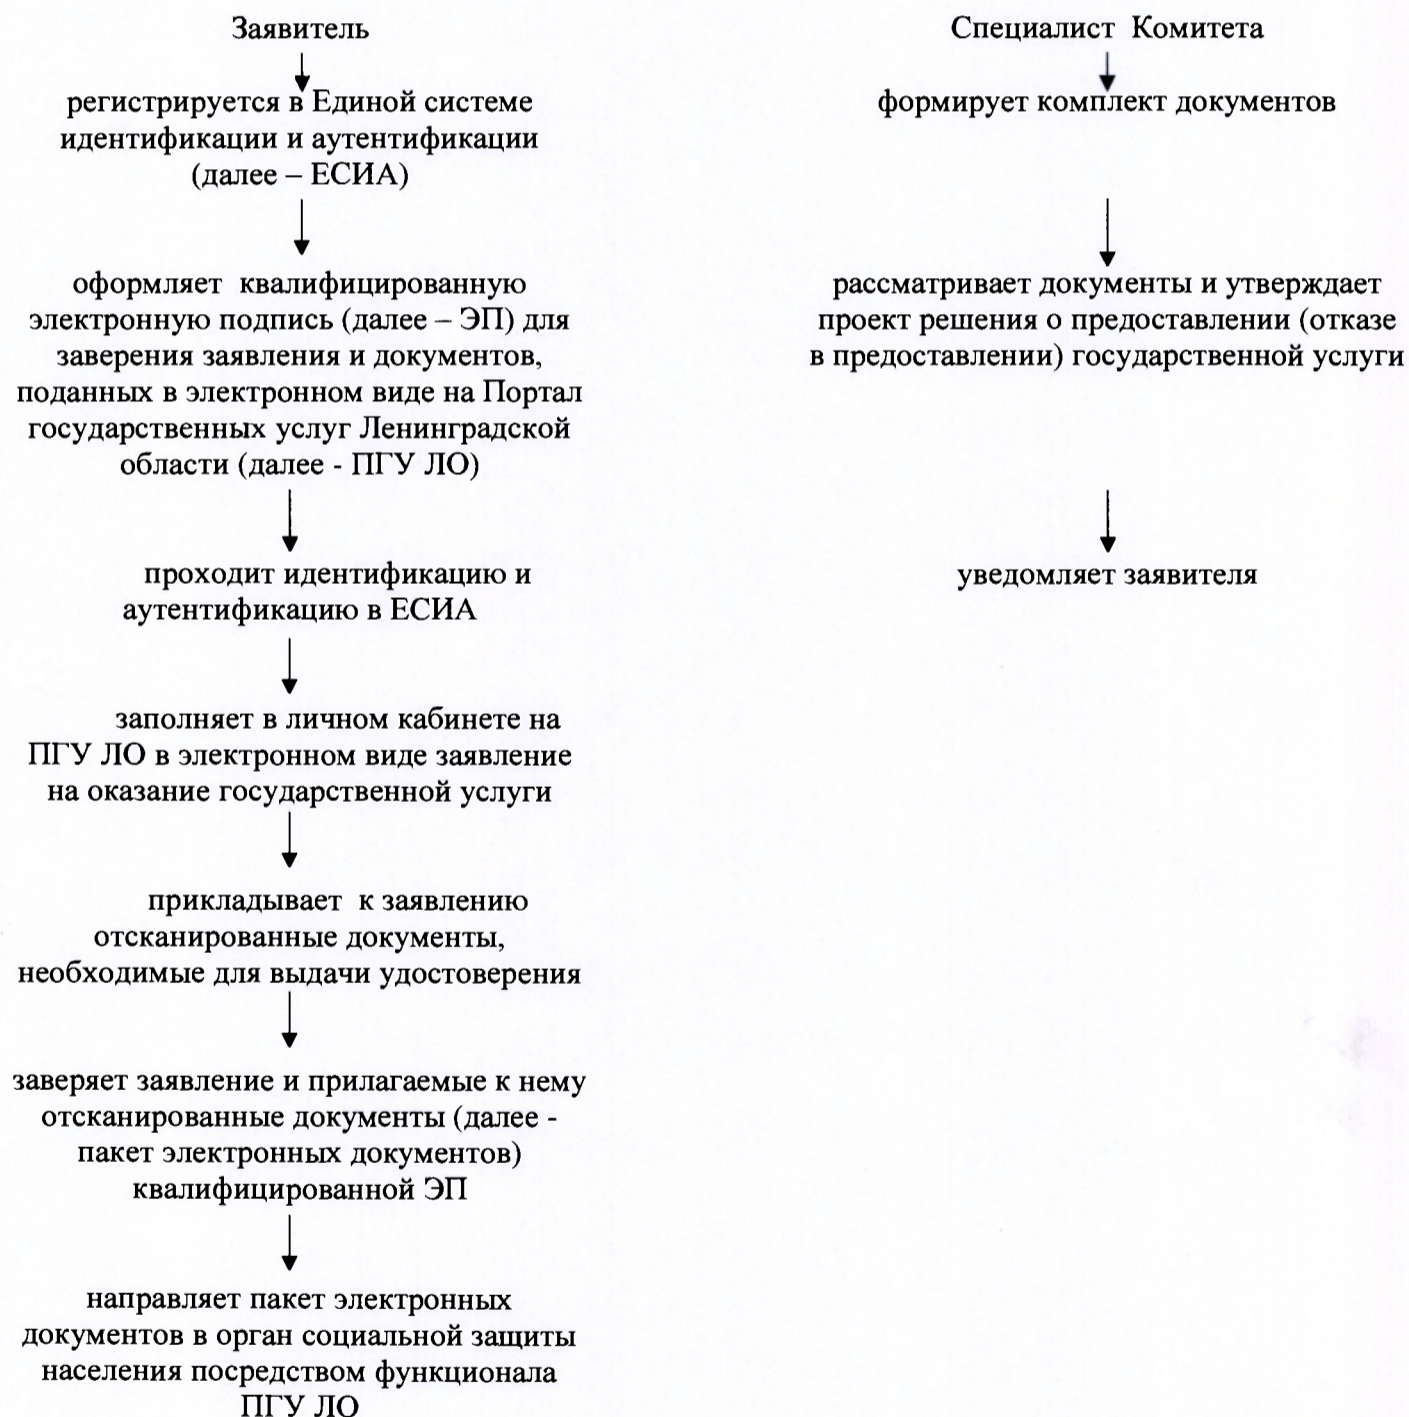 Заявитель
регистрируется в Единой системе
идентификации и аутентификации
(далее – ЕСИА)
оформляет квалифицированную
электронную подпись (далее – ЭП) для
заверения заявления и документов,
поданных в электронном виде на Портал
государственных услуг Ленинградской
области (далее - ПГУ ЛО)
проходит идентификацию и
аутентификацию в ЕСИА
заполняет в личном кабинете на
ПГУ ЛО в электронном виде заявление
на оказание государственной услуги
прикладывает к заявлению
отсканированные документы,
необходимые для выдачи удостоверения
заверяет заявление и прилагаемые к нему
отсканированные документы (далее -
пакет электронных документов)
квалифицированной ЭП
направляет пакет электронных
документов в орган социальной защиты
населения посредством функционала
ПГУ ЛО
Специалист Комитета
формирует комплект документов
рассматривает документы и утверждает
проект решения о предоставлении (отказе
в предоставлении) государственной услуги
уведомляет заявителя